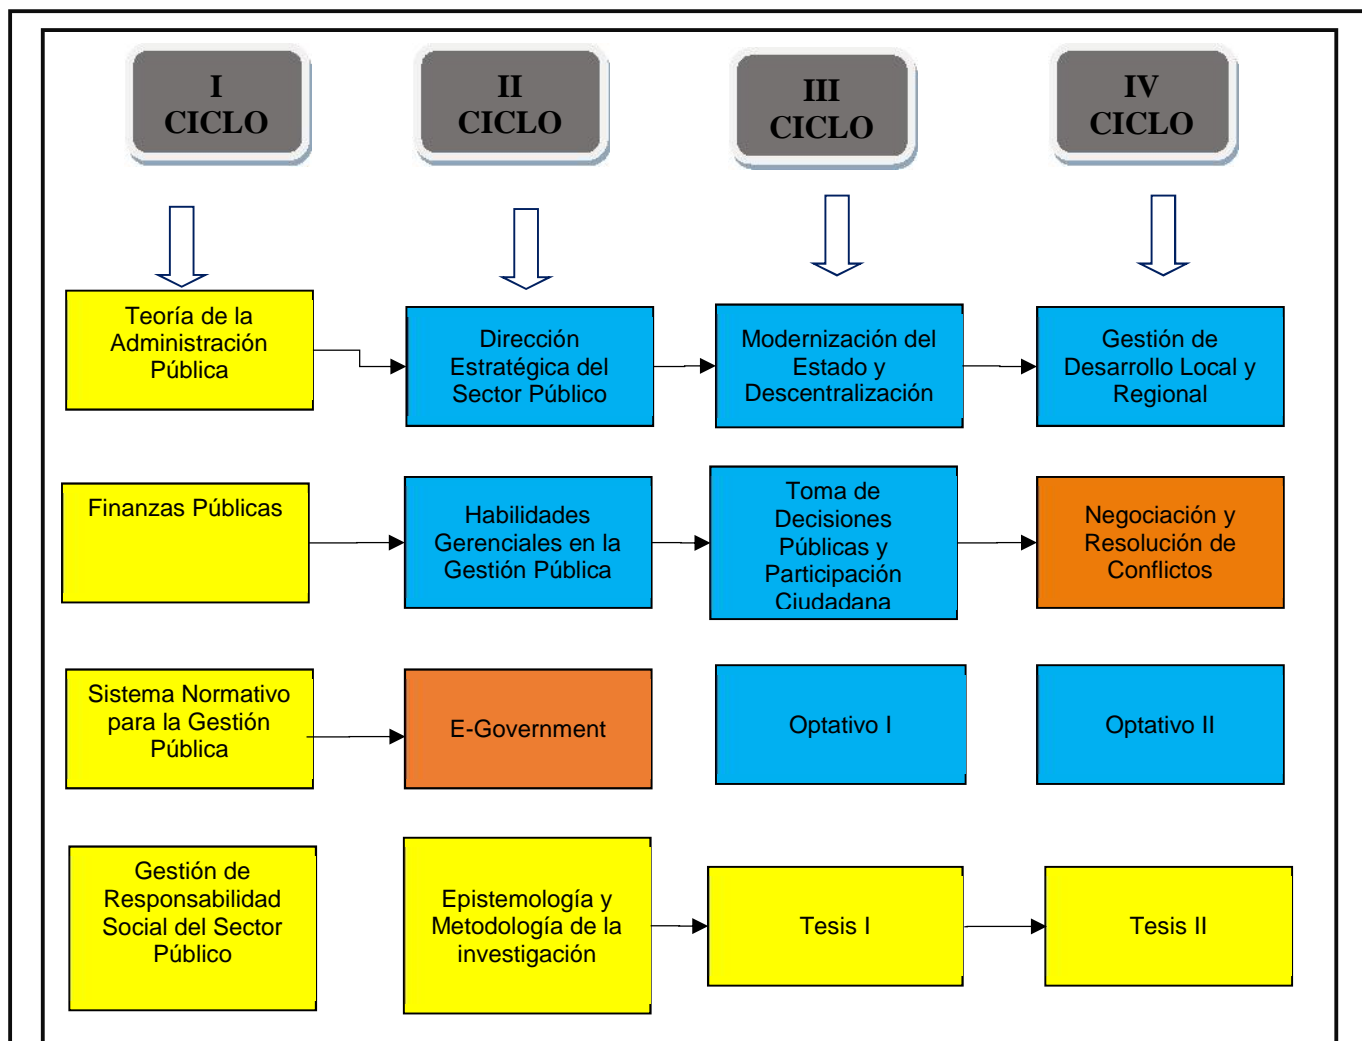 I
CICLO
II
CICLO
III
CICLO
IV
CICLO
Teoría de la
Administración
Pública
Dirección
Estratégica del
Sector Público
Modernización del
Estado y
Descentralización
Gestión de
Desarrollo Local y
Regional
Finanzas Públicas
Habilidades
Gerenciales en la
Gestión Pública
Toma de
Decisiones
Públicas y
Participación
Ciudadana
Negociación y
Resolución de
Conflictos
Sistema Normativo
para la Gestión
Pública
E-Government
Optativo I
Optativo II
Gestión de
Responsabilidad
Social del Sector
Público
Epistemología y
Metodología de la
investigación
Tesis I
Tesis II